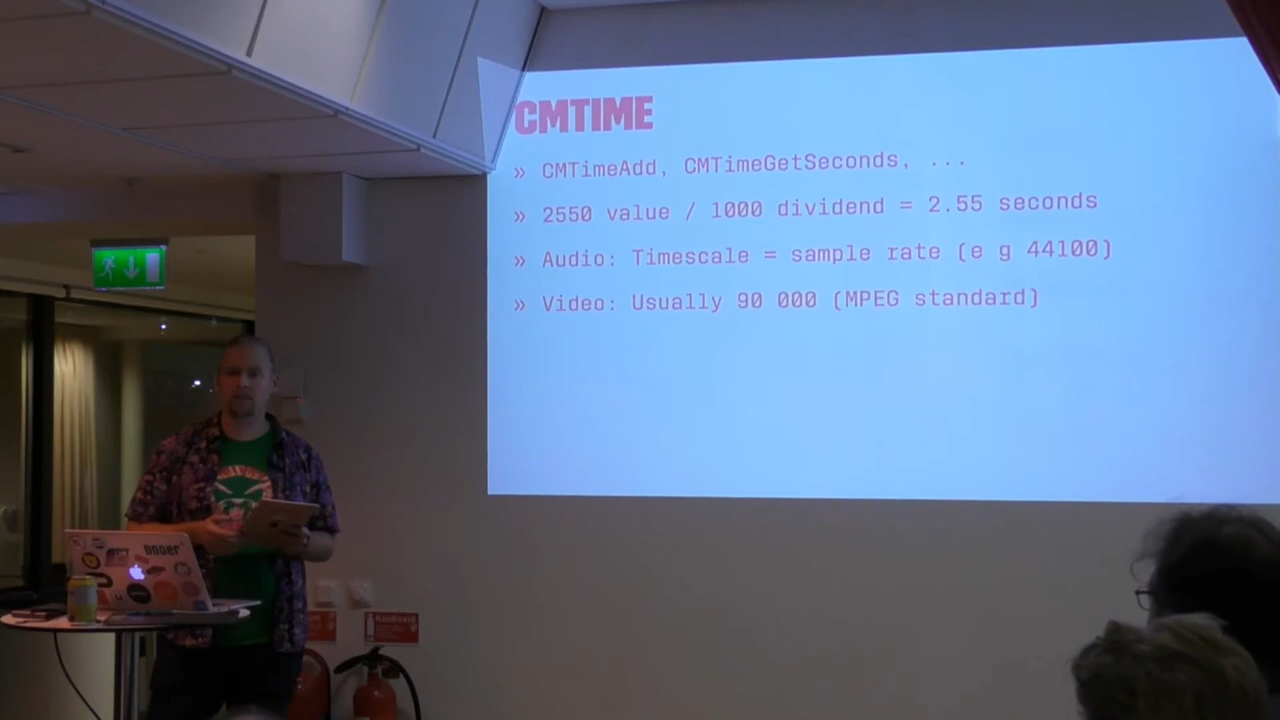 CMTIME
» CMTimeAdd, CMTimeGetSeconds, ...
» 2550 value / 1000 dividend = 2.55 seconds
» Audio: Timescale = sample rate (e g 44100)
» Video: Usually 90 000 (MPEG standard)
Koldioxid